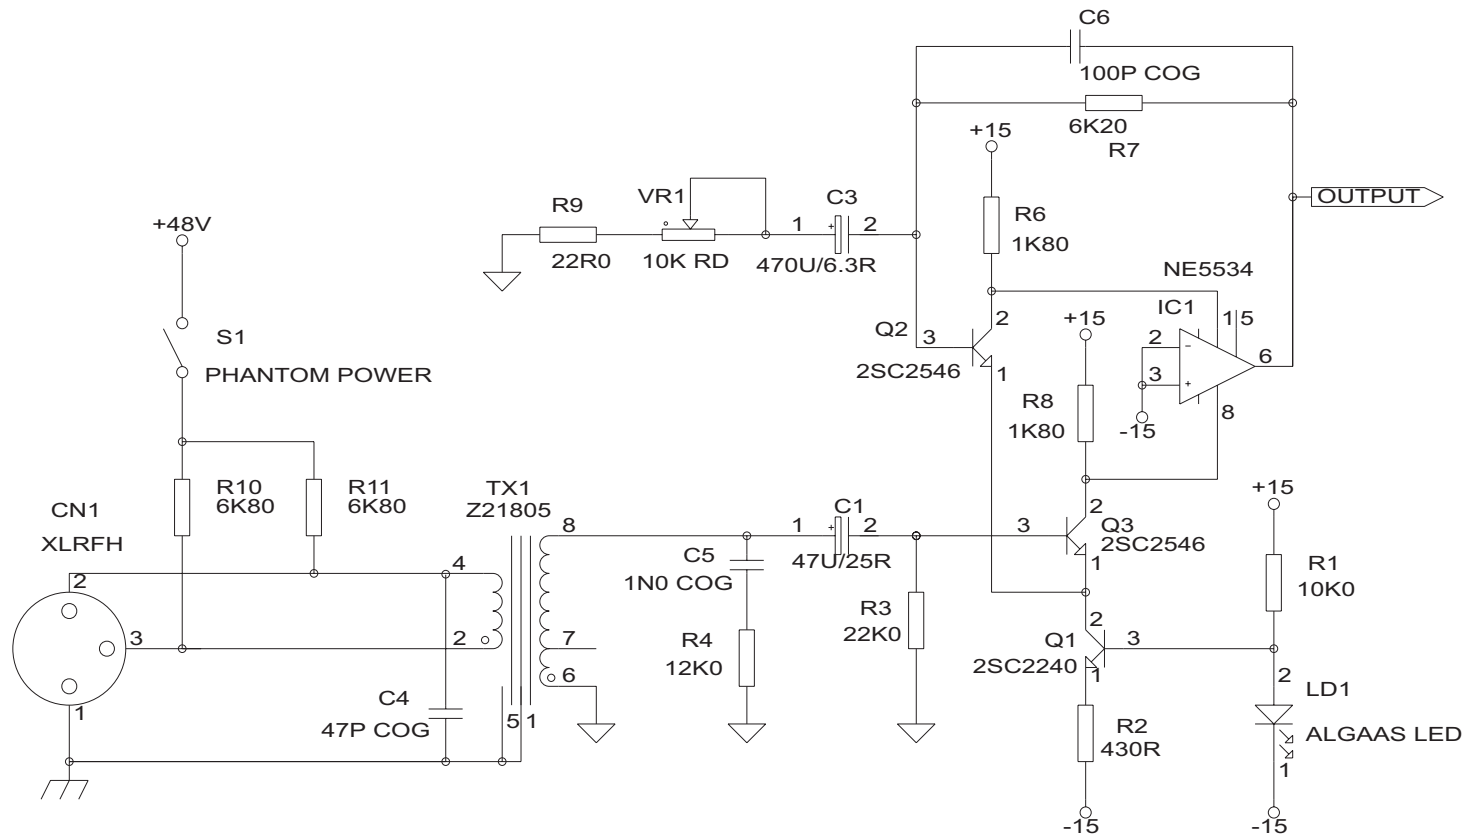 C6
100P COG
6K20
R7
+15
OUTPUT
VR1
C3
R9
1
2
22R0
10K RD
470U/6.3R
R6
1K80
+48V
NE5534
IC1
1 5
S1
PHANTOM POWER
Q2
3
2
2SC2546
1
+15
2
3
6
8
-15
R8
1K80
R10
6K80
R11
6K80
TX1
Z21805
CN1
XLRFH
2
3
1
4
2
8
7
6
5 1
C4
47P COG
C5
1N0 COG
R4
12K0
1
C1
2
47U/25R
R3
22K0
3
2
Q3
2SC2546
1
+15
R1
10K0
2
Q1
3
2SC2240
1
R2
430R
-15
2
LD1
ALGAAS LED
1
-15